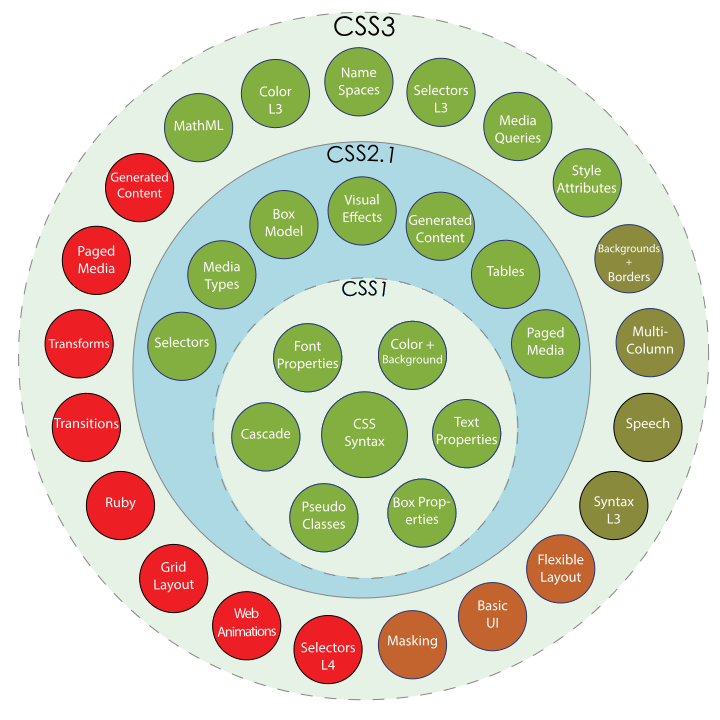 CSS3
Name
Spaces
Selectors
L3
Media
Queries
Style
Attributes
Backgrounds
+
Borders
Multi-
Column
Speech
Syntax
L3
Flexible
Layout
Basic
UI
Masking
Selectors
L4
Web
Animations
Grid
Layout
Ruby
Transitions
Transforms
Paged
Media
Generated
Content
MathML
Color
L3
CSS2.1
Selectors
Media
Types
Box
Model
Visual
Effects
Generated
Content
Tables
Paged
Media
CSS1
Font
Properties
Color +
Background
Cascade
CSS
Syntax
Text
Properties
Pseudo
Classes
Box Prop-
erties